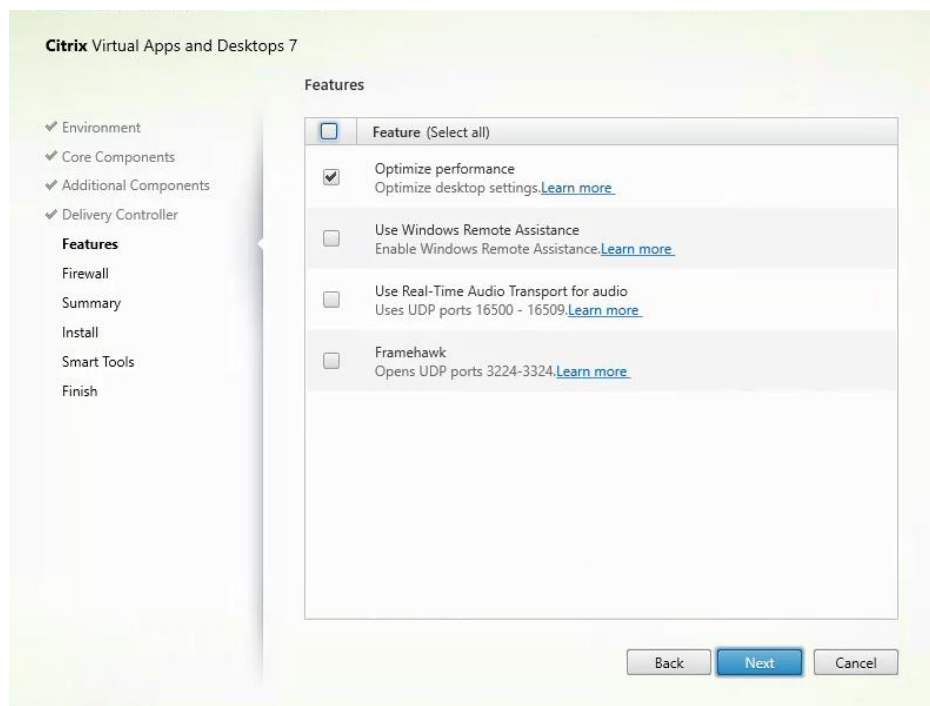 Citrix Virtual Apps and Desktops 7
Features
Environment
Core Components
Additional Components
Delivery Controller
Features
Firewall
Summary
Install
Smart Tools
Finish
Feature (Select all)
Optimize performance
Optimize desktop settings.Learn more
Use Windows Remote Assistance
Enable Windows Remote Assistance.Learn more
Use Real-Time Audio Transport for audio
Uses UDP ports 16500 - 16509.Learn more
Framehawk
Opens UDP ports 3224-3324.Learn more
Back Next Cancel